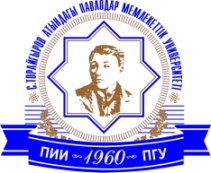 С.ТОРАЙҒЫРОВ АТЫНДАҒЫ ПАВЛОДАР МЕМЛЕКЕТТІК УНИВЕРСИТЕТІ
ПИИ 1960 ПГУ